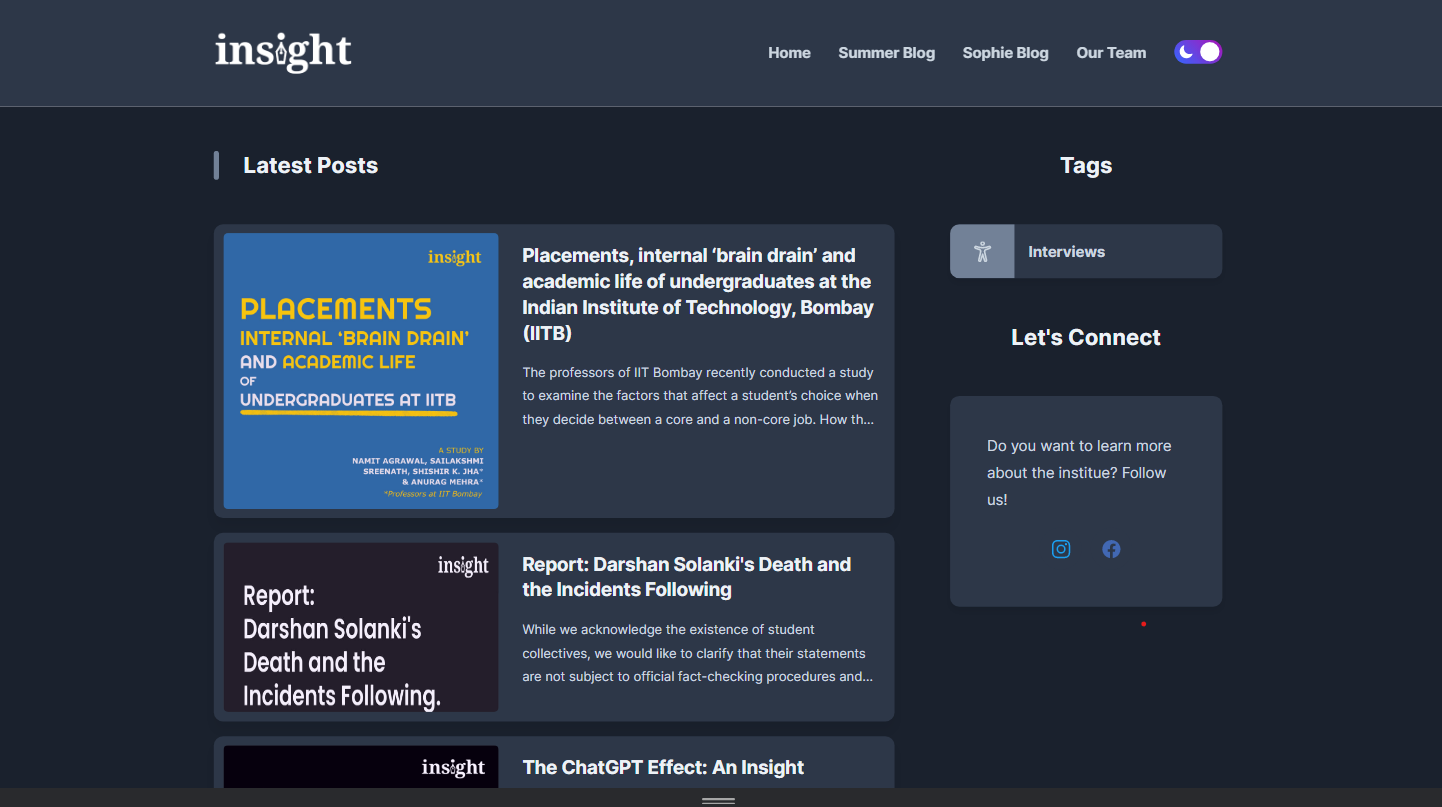 insight
Home Summer Blog Sophie Blog Our Team
Latest Posts
insight
PLACEMENTS
INTERNAL ‘BRAIN DRAIN’
AND ACADEMIC LIFE
OF
UNDERGRADUATES AT IITB
A STUDY BY
NAMIT AGRAWAL, SAILAKSHMI
SREENATH, SHISHIR K. JHA*
& ANURAG MEHRA*
*Professors at IIT Bombay
Placements, internal ‘brain drain’ and
academic life of undergraduates at the
Indian Institute of Technology, Bombay
(IITB)
The professors of IIT Bombay recently conducted a study
to examine the factors that affect a student’s choice when
they decide between a core and a non-core job. How th...
insight
Report:
Darshan Solanki's
Death and the
Incidents Following.
Report: Darshan Solanki's Death and
the Incidents Following
While we acknowledge the existence of student
collectives, we would like to clarify that their statements
are not subject to official fact-checking procedures and...
insight
The ChatGPT Effect: An Insight
Tags
Interviews
Let's Connect
Do you want to learn more
about the institue? Follow
us!